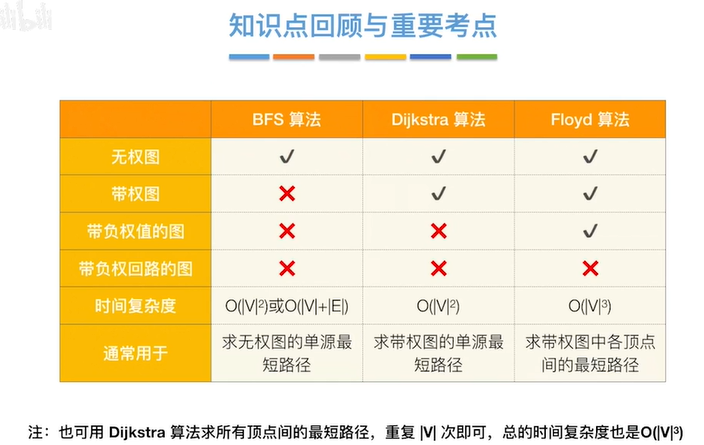 bilibili
知识点回顾与重要考点
BFS 算法 Dijkstra 算法 Floyd 算法
无权图 ✓ ✓ ✓
带权图 ❌ ✓ ✓
带负权值的图 ❌ ❌ ✓
带负权回路的图 ❌ ❌ ❌
时间复杂度 O(|V|²)或O(|V|+|E|) O(|V|²) O(|V|³)
通常用于 求无权图的单源最 求带权图的单源最 求带权图中各顶点
短路径 短路径 间的最短路径
注：也可用 Dijkstra 算法求所有顶点间的最短路径，重复 |V| 次即可，总的时间复杂度也是O(|V|³)